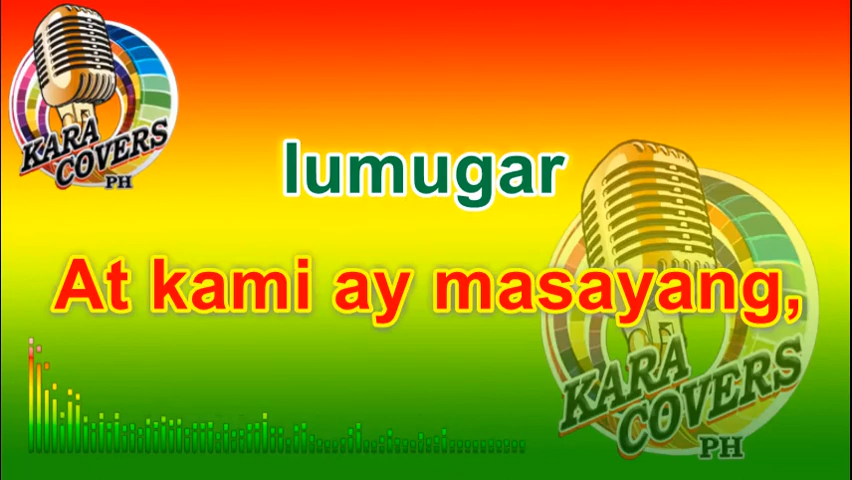 KARA
COVERS
PH
lumugar
At kami ay masayang,
KARA
COVERS
PH